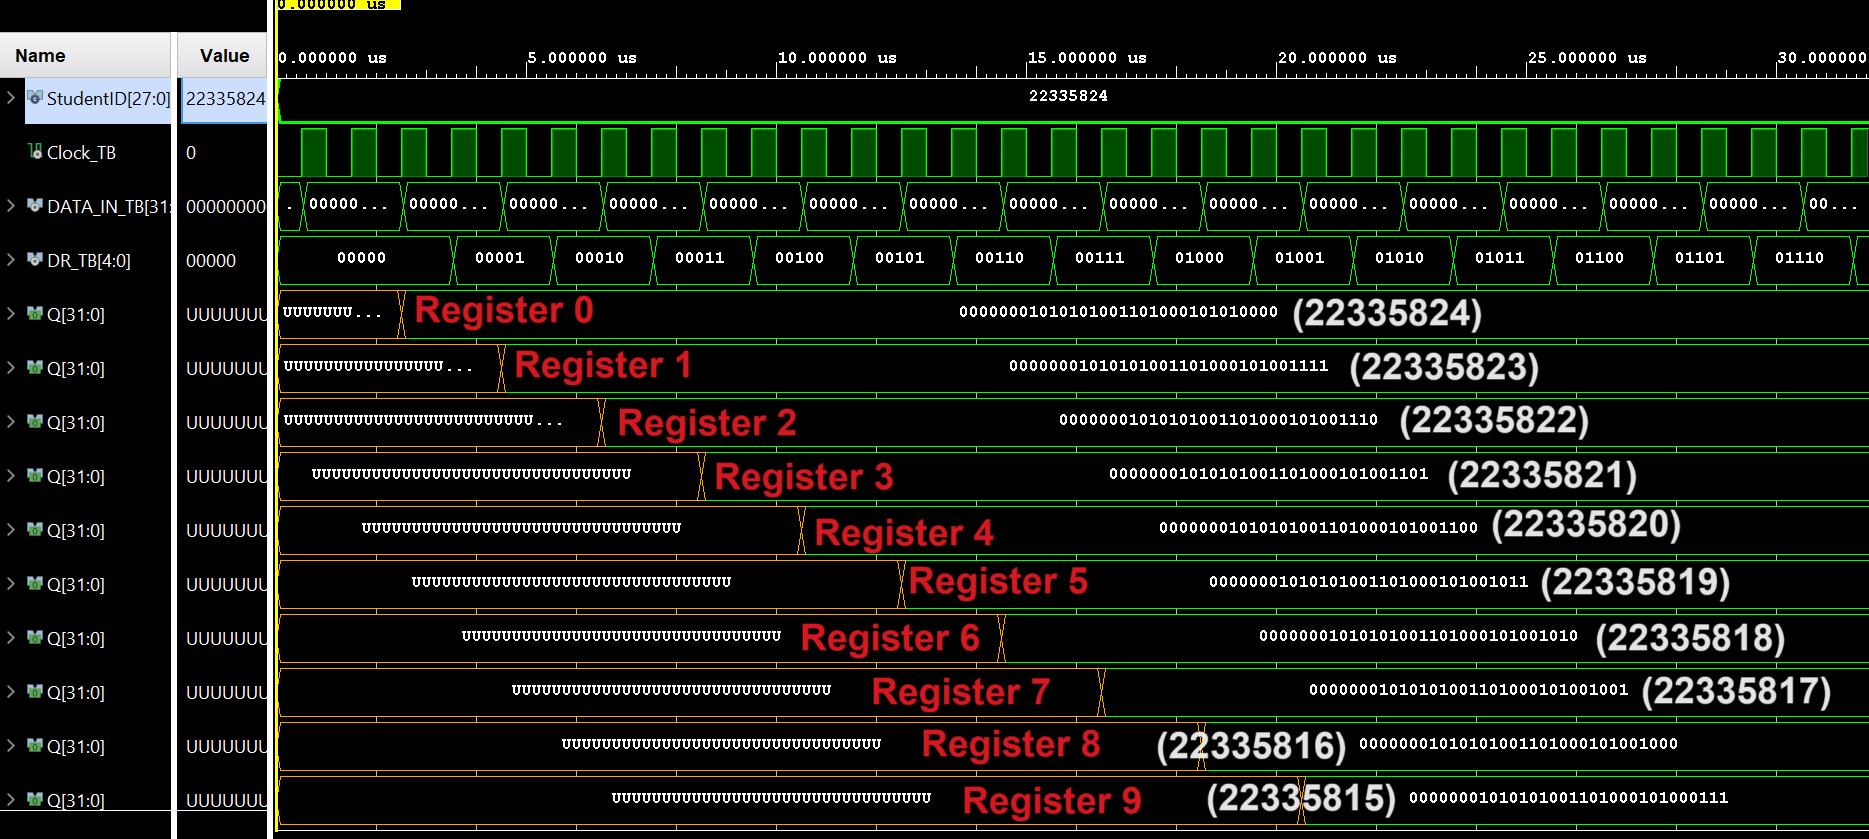 0.000000 us
Name Value 0.000000 us 5.000000 us 10.000000 us 15.000000 us 20.000000 us 25.000000 us 30.000000
StudentID[27:0] 22335824 22335824
Clock_TB 0
DATA_IN_TB[31: 00000000 . 00000... 00000... 00000... 00000... 00000... 00000... 00000... 00000... 00000... 00000... 00000... 00000... 00000... 00000... 00000... 00...
DR_TB[4:0] 00000 00000 00001 00010 00011 00100 00101 00110 00111 01000 01001 01010 01011 01100 01101 01110
Q[31:0] UUUUUUU UUUUUUU... Register 0 00000001010101001101000101010000 (22335824)
Q[31:0] UUUUUUU UUUUUUUUUUUUUUUU... Register 1 00000001010101001101000101001111 (22335823)
Q[31:0] UUUUUUU UUUUUUUUUUUUUUUUUUUUUUUUU... Register 2 00000001010101001101000101001110 (22335822)
Q[31:0] UUUUUUU UUUUUUUUUUUUUUUUUUUUUUUUUUUUUUUU Register 3 00000001010101001101000101001101 (22335821)
Q[31:0] UUUUUUU UUUUUUUUUUUUUUUUUUUUUUUUUUUUUUUU Register 4 00000001010101001101000101001100 (22335820)
Q[31:0] UUUUUUU UUUUUUUUUUUUUUUUUUUUUUUUUUUUUUUU Register 5 00000001010101001101000101001011 (22335819)
Q[31:0] UUUUUUU UUUUUUUUUUUUUUUUUUUUUUUUUUUUUUUU Register 6 00000001010101001101000101001010 (22335818)
Q[31:0] UUUUUUU UUUUUUUUUUUUUUUUUUUUUUUUUUUUUUUU Register 7 00000001010101001101000101001001 (22335817)
Q[31:0] UUUUUUU UUUUUUUUUUUUUUUUUUUUUUUUUUUUUUUU Register 8 (22335816) 00000001010101001101000101001000
Q[31:0] UUUUUUU UUUUUUUUUUUUUUUUUUUUUUUUUUUUUUUU Register 9 (22335815) 00000001010101001101000101000111